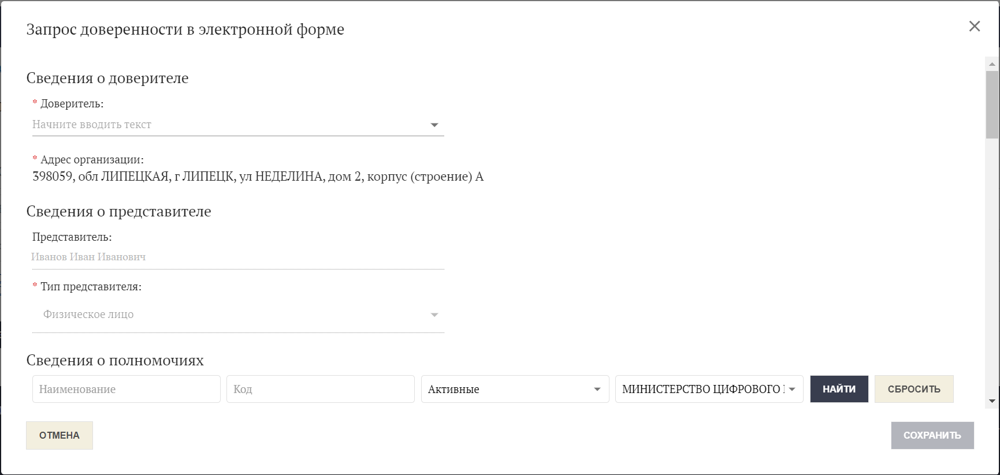 Запрос доверенности в электронной форме
Сведения о доверителе
* Доверитель:
Начните вводить текст
* Адрес организации:
398059, обл ЛИПЕЦКАЯ, г ЛИПЕЦК, ул НЕДЕЛИНА, дом 2, корпус (строение) А
Сведения о представителе
Представитель:
Иванов Иван Иванович
* Тип представителя:
Физическое лицо
Сведения о полномочиях
Наименование Код Активные МИНИСТЕРСТВО ЦИФРОВОГО НАЙТИ СБРОСИТЬ
ОТМЕНА СОХРАНИТЬ